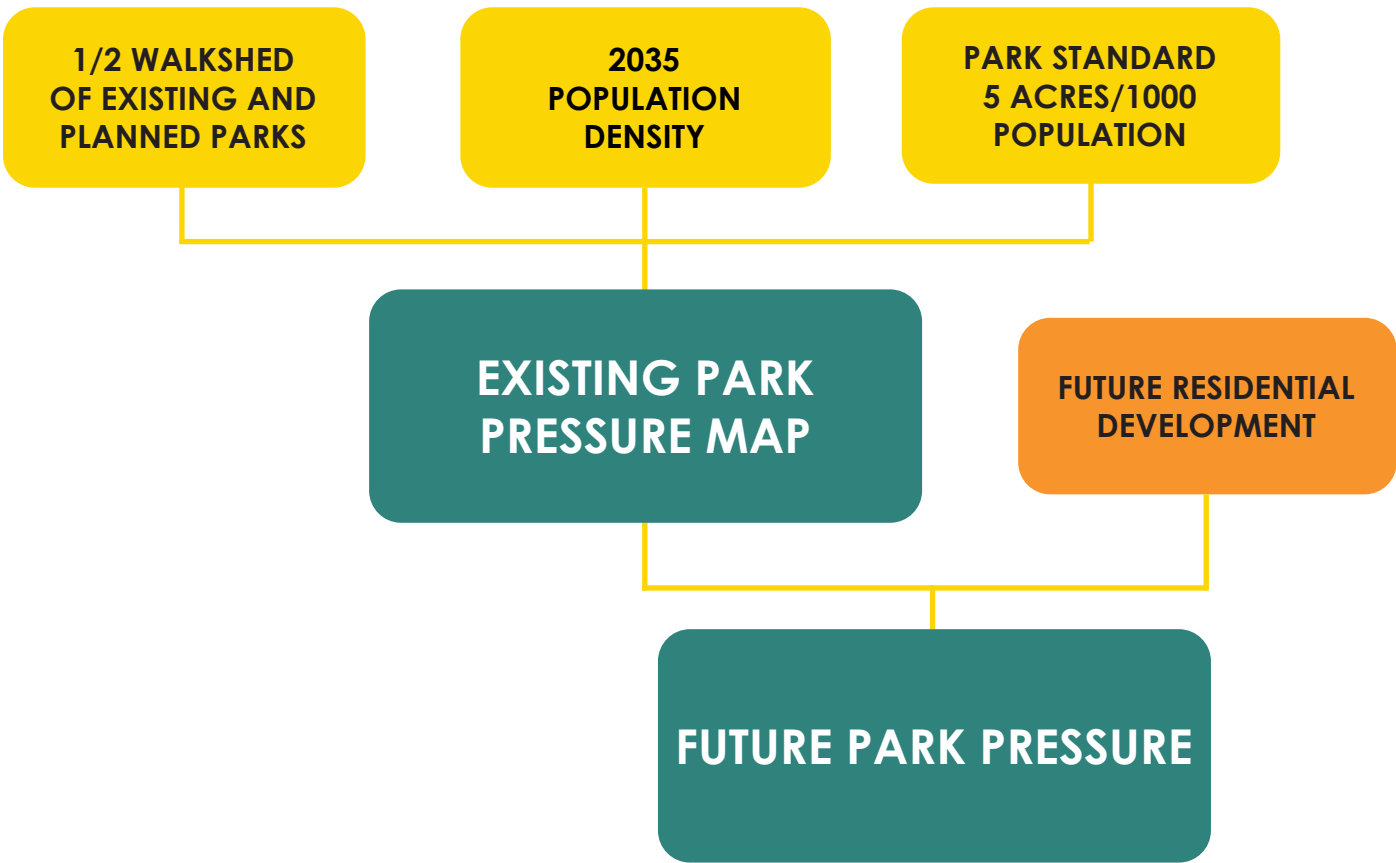 1/2 WALKSHED
OF EXISTING AND
PLANNED PARKS
2035
POPULATION
DENSITY
PARK STANDARD
5 ACRES/1000
POPULATION
EXISTING PARK
PRESSURE MAP
FUTURE RESIDENTIAL
DEVELOPMENT
FUTURE PARK PRESSURE